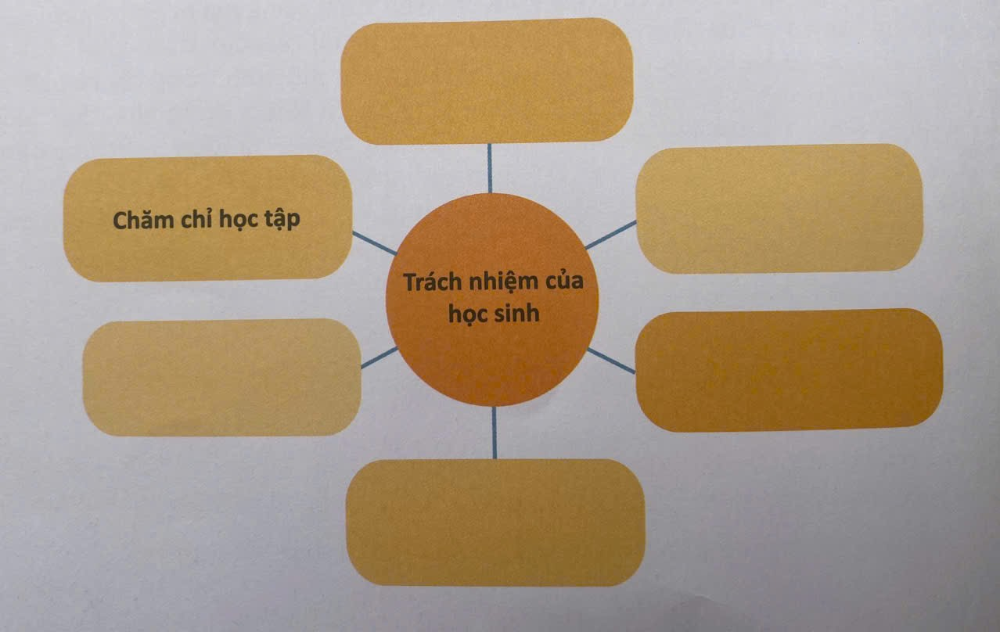 Chăm chỉ học tập
Trách nhiệm của
học sinh